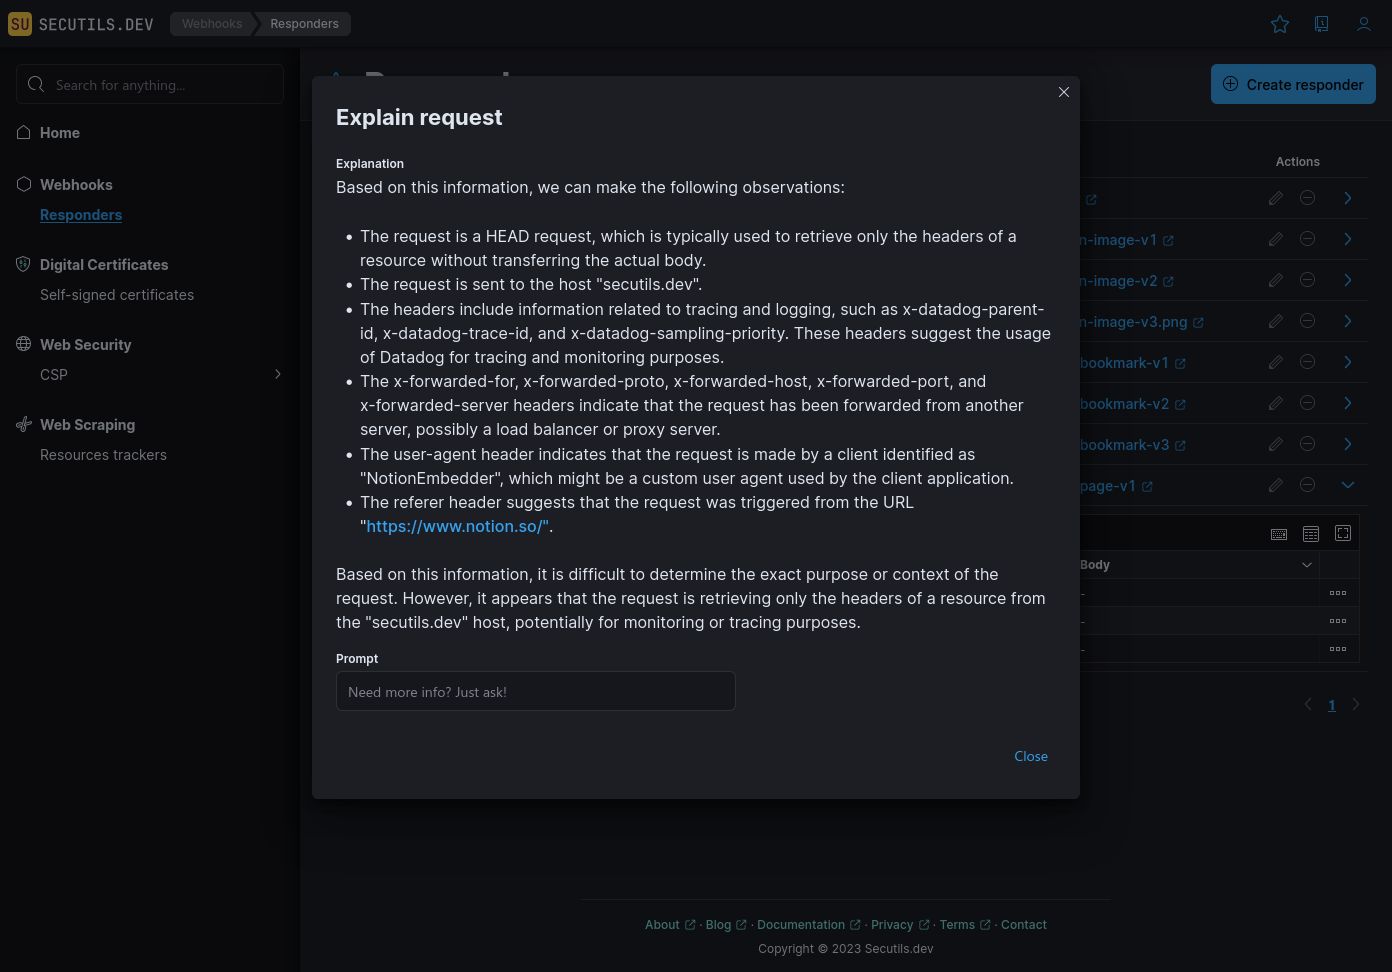 SU SECUTILS.DEV
Webhooks
Responders
Search for anything...
Home
Webhooks
Responders
Digital Certificates
Self-signed certificates
Web Security
CSP
Web Scraping
Resources trackers
Create responder
Explain request
Explanation
Based on this information, we can make the following observations:
• The request is a HEAD request, which is typically used to retrieve only the headers of a
resource without transferring the actual body.
• The request is sent to the host "secutils.dev".
• The headers include information related to tracing and logging, such as x-datadog-parent-
id, x-datadog-trace-id, and x-datadog-sampling-priority. These headers suggest the usage
of Datadog for tracing and monitoring purposes.
• The x-forwarded-for, x-forwarded-proto, x-forwarded-host, x-forwarded-port, and
x-forwarded-server headers indicate that the request has been forwarded from another
server, possibly a load balancer or proxy server.
• The user-agent header indicates that the request is made by a client identified as
"NotionEmbedder", which might be a custom user agent used by the client application.
• The referer header suggests that the request was triggered from the URL
"https://www.notion.so/".
Based on this information, it is difficult to determine the exact purpose or context of the
request. However, it appears that the request is retrieving only the headers of a resource from
the "secutils.dev" host, potentially for monitoring or tracing purposes.
Prompt
Need more info? Just ask!
Close
Actions
n-image-v1
n-image-v2
n-image-v3.png
bookmark-v1
bookmark-v2
bookmark-v3
page-v1
Body
-
-
-
1
About · Blog · Documentation · Privacy · Terms · Contact
Copyright © 2023 Secutils.dev